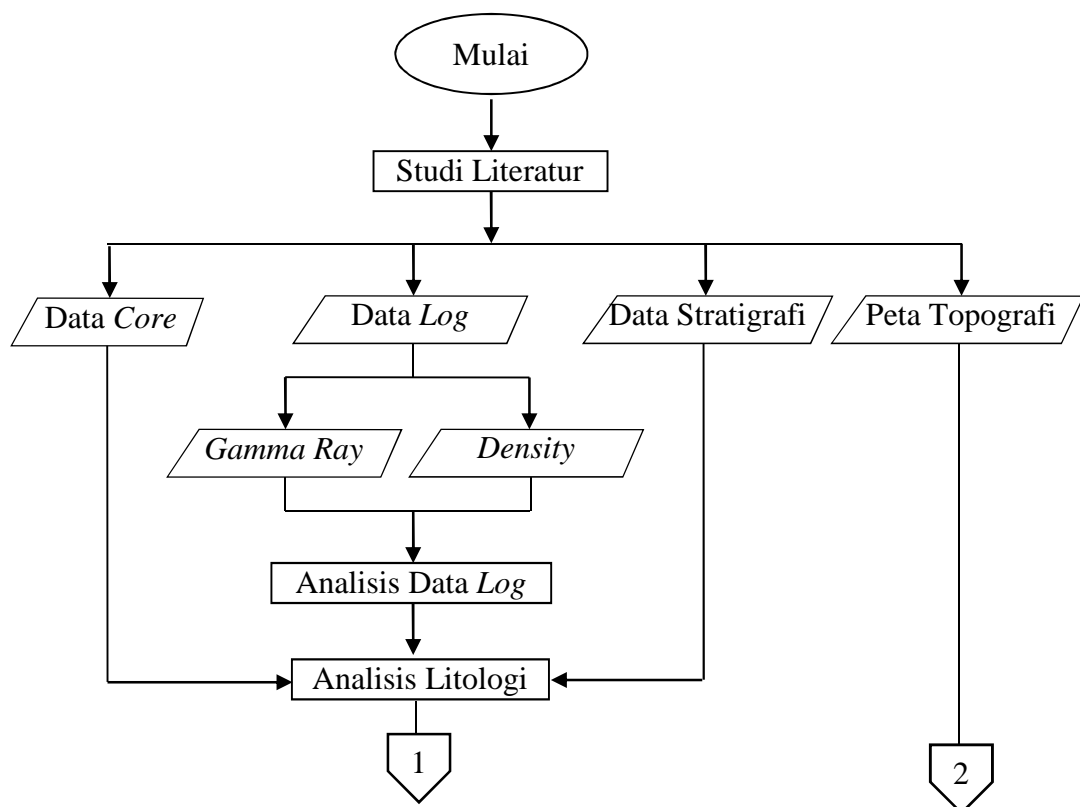 Mulai
Studi Literatur
Data Core
Data Log
Data Stratigrafi
Peta Topografi
Gamma Ray
Density
Analisis Data Log
Analisis Litologi
1
2